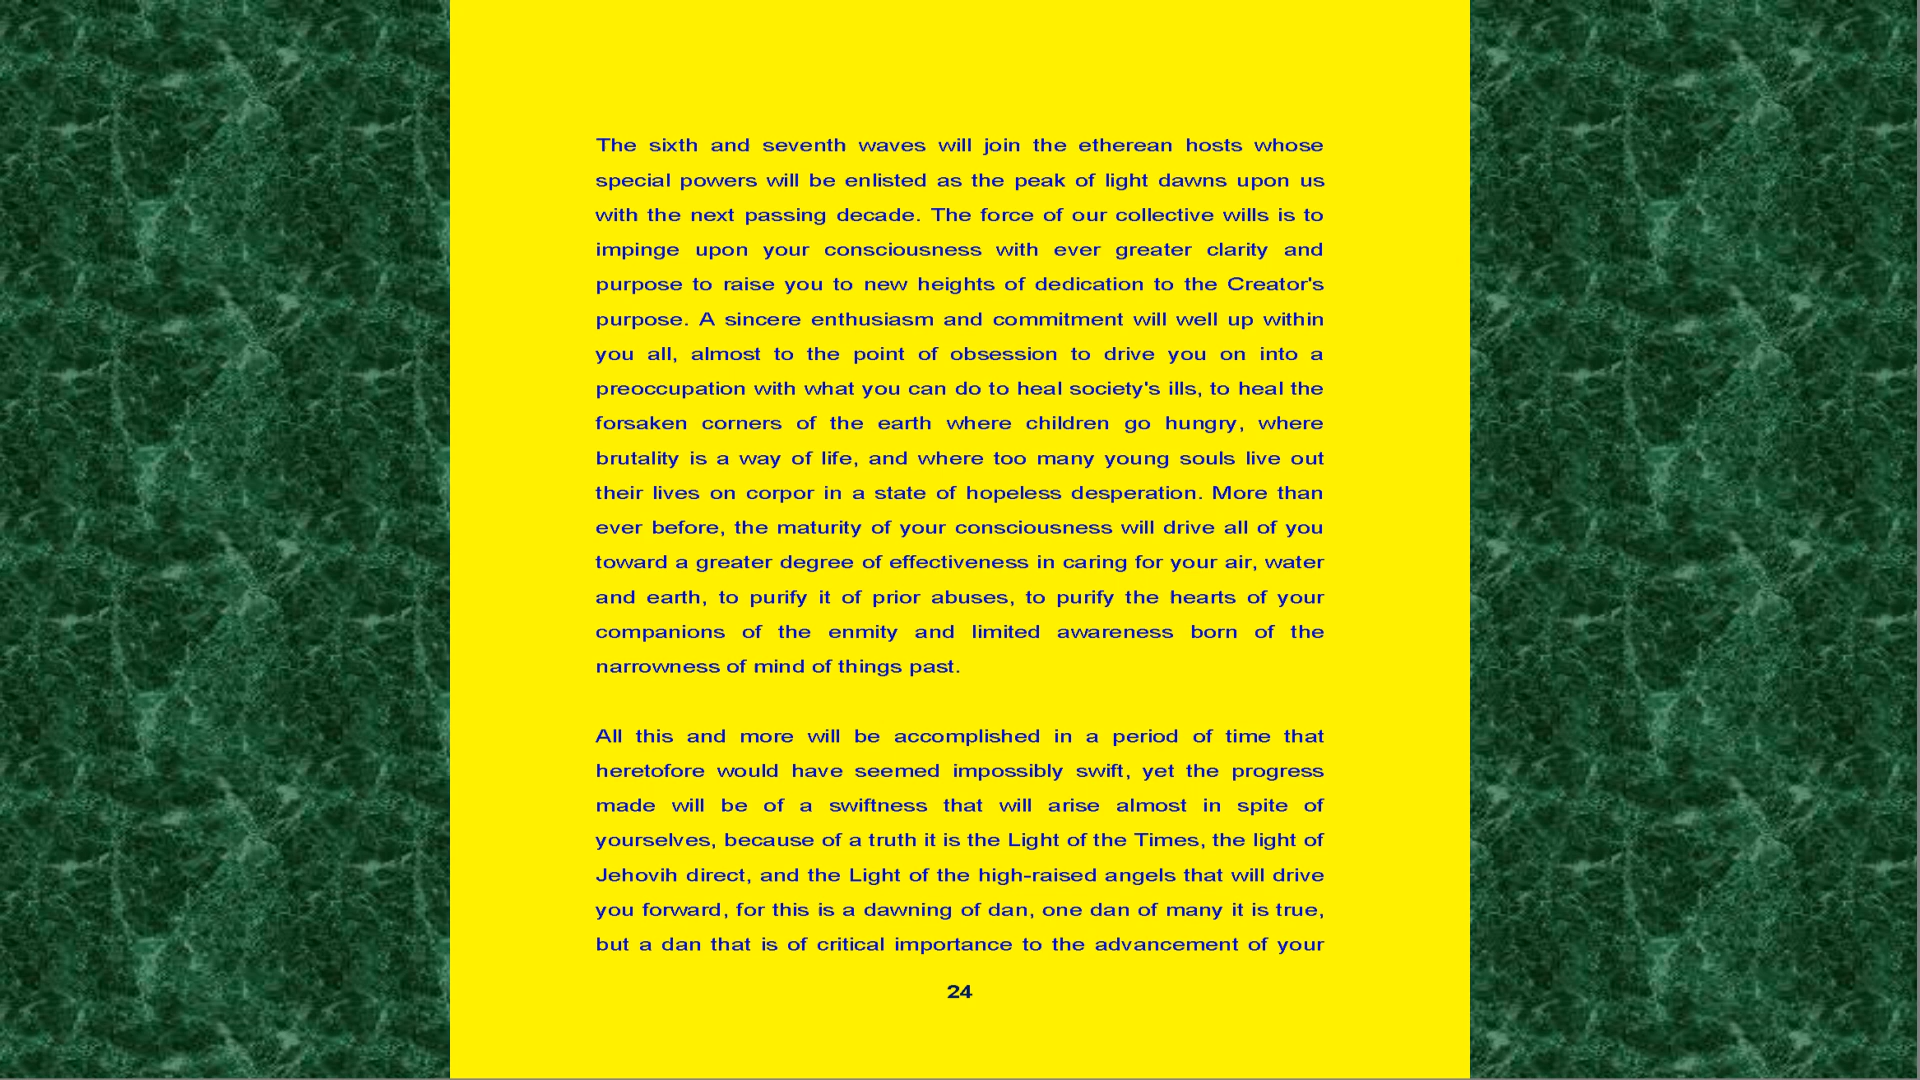 The sixth and seventh waves will join the etherean hosts whose
special powers will be enlisted as the peak of light dawns upon us
with the next passing decade. The force of our collective wills is to
impinge upon your consciousness with ever greater clarity and
purpose to raise you to new heights of dedication to the Creator's
purpose. A sincere enthusiasm and commitment will well up within
you all, almost to the point of obsession to drive you on into a
preoccupation with what you can do to heal society's ills, to heal the
forsaken corners of the earth where children go hungry, where
brutality is a way of life, and where too many young souls live out
their lives on corpor in a state of hopeless desperation. More than
ever before, the maturity of your consciousness will drive all of you
toward a greater degree of effectiveness in caring for your air, water
and earth, to purify it of prior abuses, to purify the hearts of your
companions of the enmity and limited awareness born of the
narrowness of mind of things past.
All this and more will be accomplished in a period of time that
heretofore would have seemed impossibly swift, yet the progress
made will be of a swiftness that will arise almost in spite of
yourselves, because of a truth it is the Light of the Times, the light of
Jehovih direct, and the Light of the high-raised angels that will drive
you forward, for this is a dawning of dan, one dan of many it is true,
but a dan that is of critical importance to the advancement of your
24